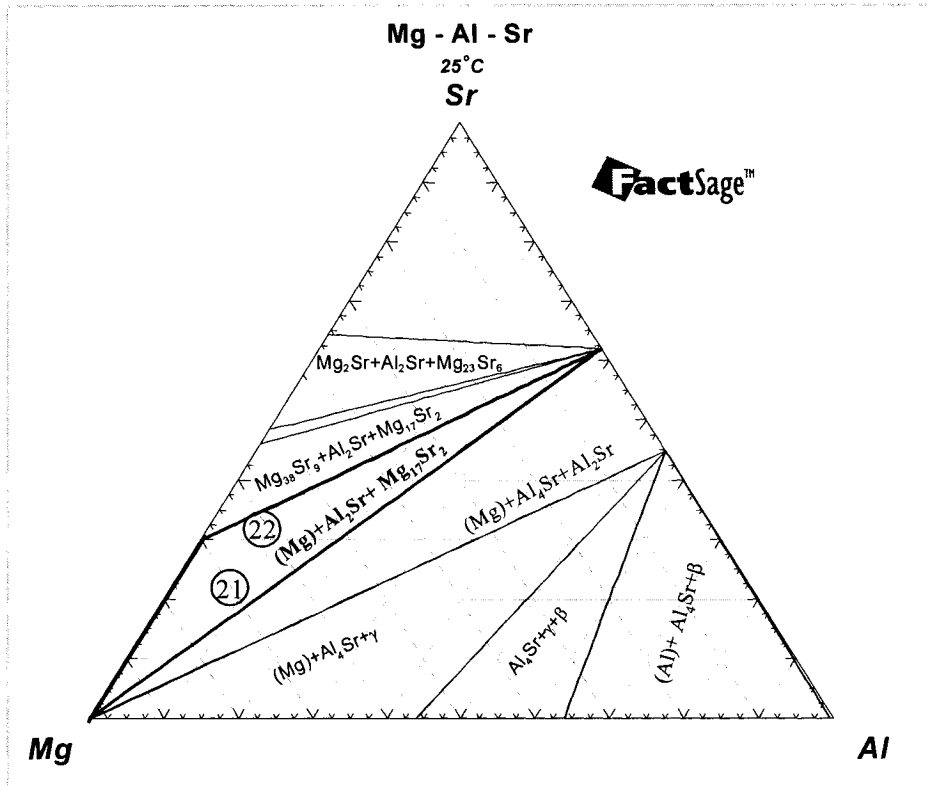 Mg - Al - Sr
25°C
Sr
FactSage™
Mg₂Sr+Al₂Sr+Mg₂₃Sr₆
Mg₃₈Sr₉+Al₂Sr+Mg₁₇Sr₂
(Mg)+Al₂Sr+Mg₁₇Sr₂
(Mg)+Al₄Sr+Al₂Sr
22
21
(Mg)+Al₄Sr+γ
Al₄Sr+γ+β
(Al)+ Al₄Sr+β
Mg
Al